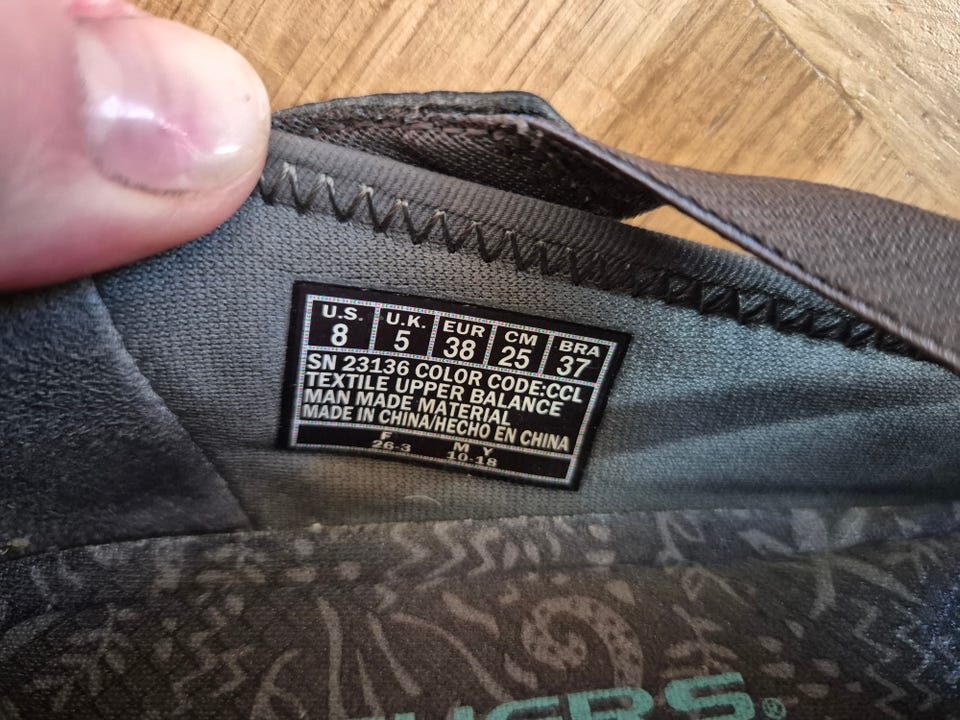 U.S. U.K. EUR CM BRA
8 5 38 25 37
SN 23136 COLOR CODE:CCL
TEXTILE UPPER BALANCE
MAN MADE MATERIAL
MADE IN CHINA/HECHO EN CHINA
F M Y
26-3 10-18